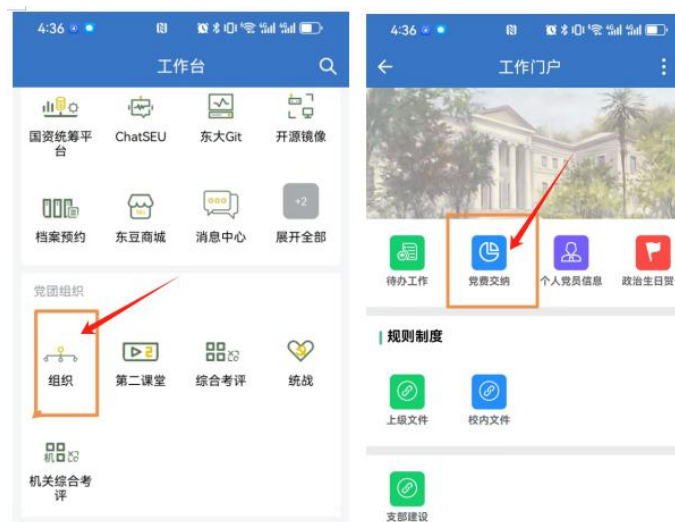 4:36
工作台
国资统筹平台
ChatSEU
东大Git
开源镜像
档案预约
东豆商城
消息中心
+2
展开全部
党团组织
组织
第二课堂
综合考评
统战
机
机关综合考评
4:36
工作门户
待办工作
党费交纳
个人党员信息
政治生日贺
规则制度
上级文件
校内文件
支部建设